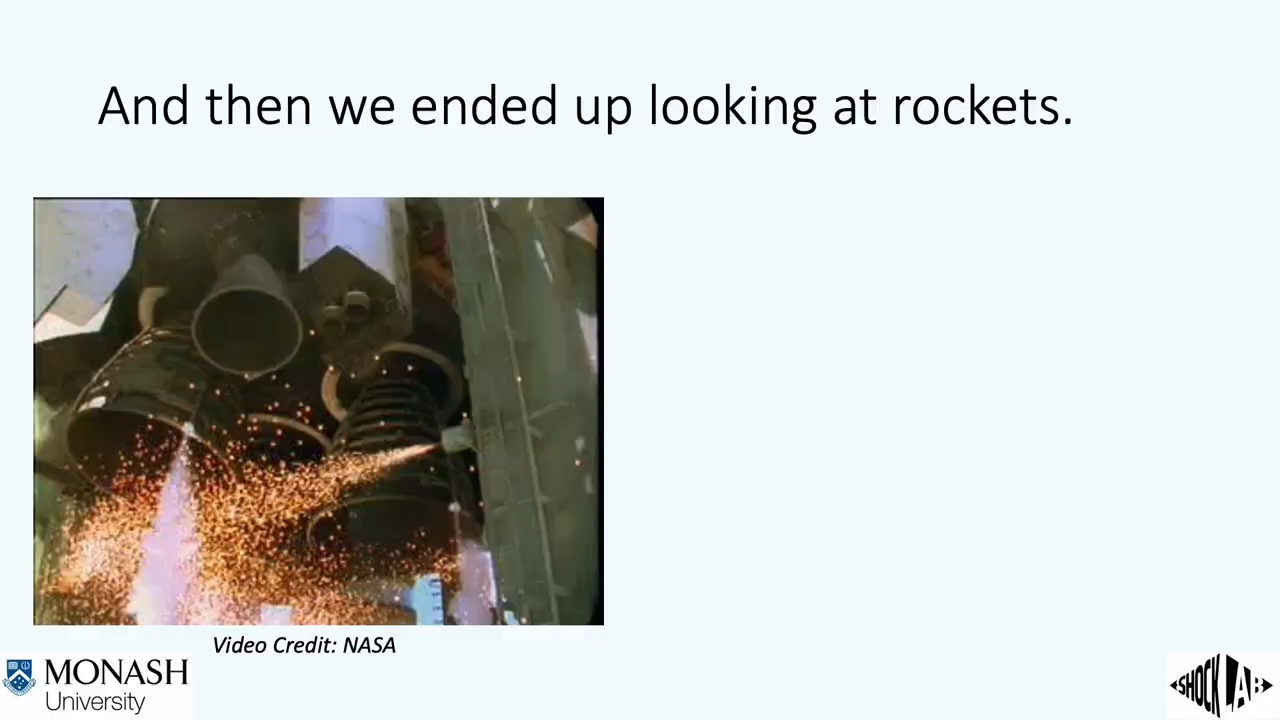 And then we ended up looking at rockets.
Video Credit: NASA
MONASH
University
SHOCK LAB